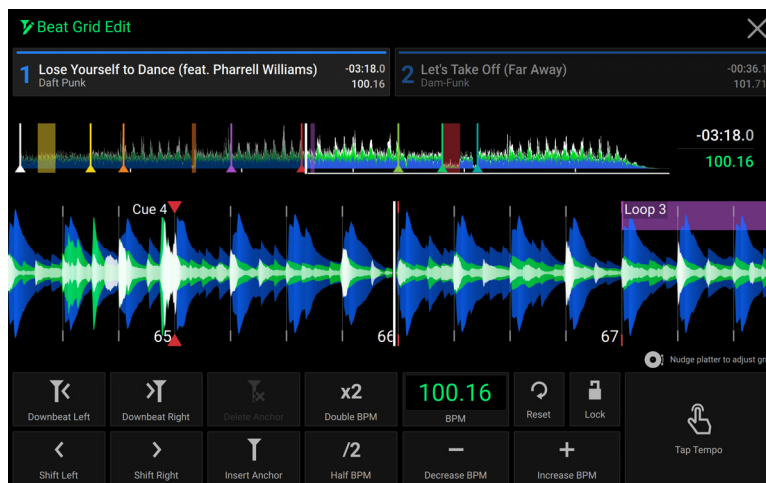 Beat Grid Edit
1 Lose Yourself to Dance (feat. Pharrell Williams) -03:18.0
Daft Punk 100.16
2 Let's Take Off (Far Away) -00:36.1
Dam-Funk 101.71
-03:18.0
100.16
Cue 4
Loop 3
65
66
67
Nudge platter to adjust gri
Downbeat Left
Downbeat Right
Delete Anchor
x2
Double BPM
100.16
BPM
Reset
Lock
Tap Tempo
Shift Left
Shift Right
Insert Anchor
/2
Half BPM
Decrease BPM
Increase BPM